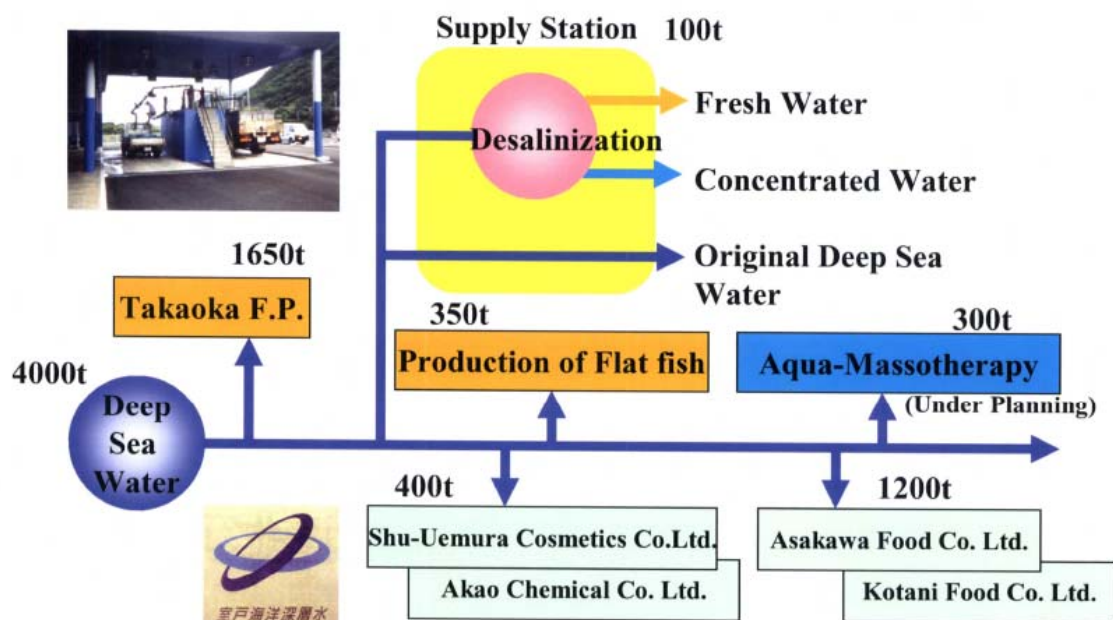 Supply Station 100t
Desalinization
Fresh Water
Concentrated Water
Original Deep Sea
Water
1650t
Takaoka F.P.
350t
Production of Flat fish
300t
Aqua-Massotherapy
(Under Planning)
4000t
Deep
Sea
Water
400t
Shu-Uemura Cosmetics Co.Ltd.
Akao Chemical Co. Ltd.
1200t
Asakawa Food Co. Ltd.
Kotani Food Co. Ltd.
室戸海洋深層水